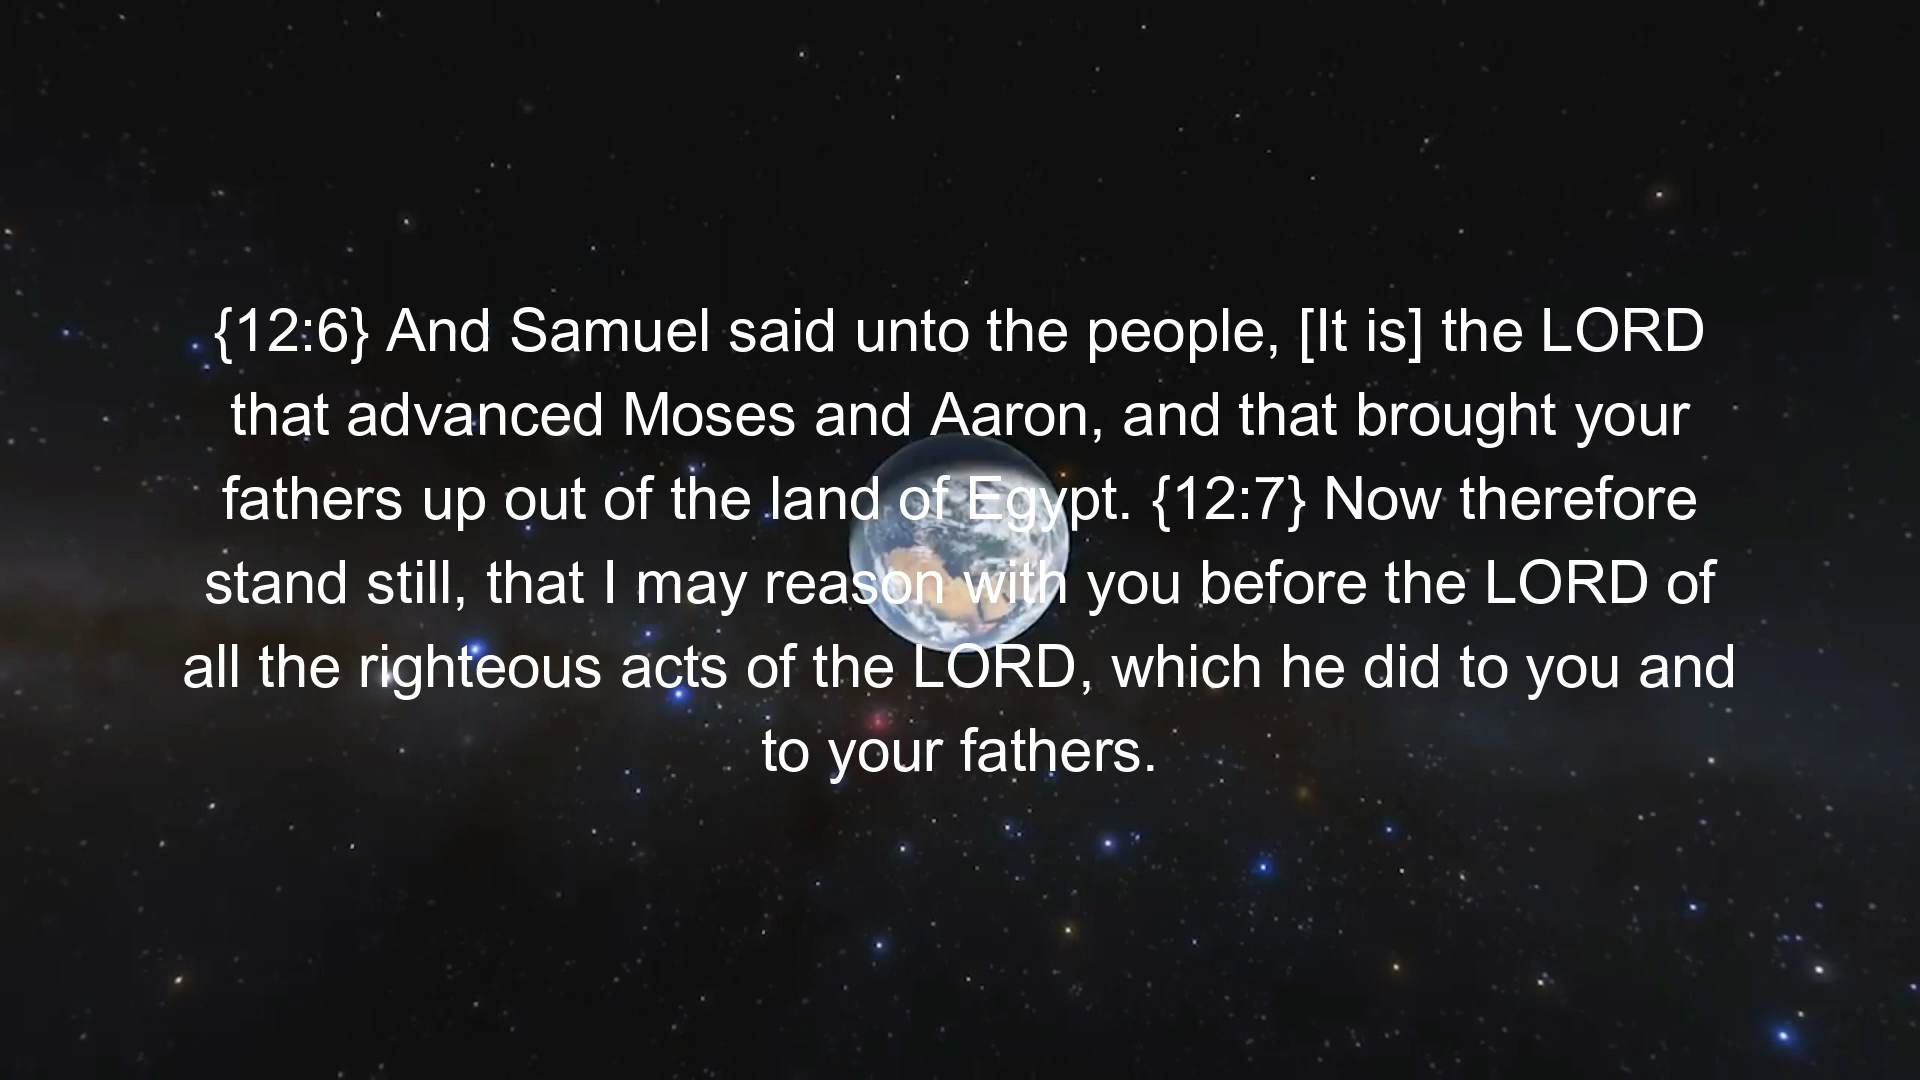 {12:6} And Samuel said unto the people, [It is] the LORD
that advanced Moses and Aaron, and that brought your
fathers up out of the land of Egypt. {12:7} Now therefore
stand still, that I may reason with you before the LORD of
all the righteous acts of the LORD, which he did to you and
to your fathers.